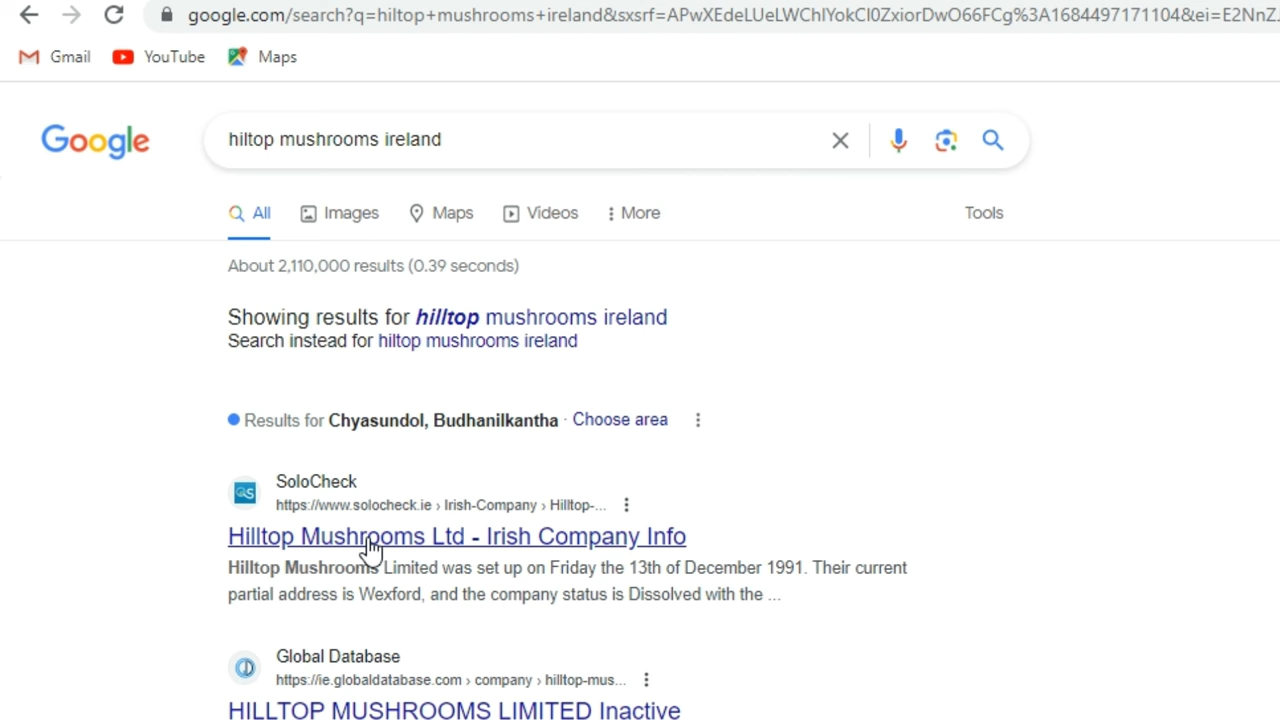 google.com/search?q=hiltop+mushrooms+ireland&sxsrf=APwXEdeLUeLWChlYokCl0ZxiorDwO66FCg%3A1684497171104&ei=E2NnZ.
Gmail YouTube Maps
Google hiltop mushrooms ireland
All Images Maps Videos More Tools
About 2,110,000 results (0.39 seconds)
Showing results for hilltop mushrooms ireland
Search instead for hiltop mushrooms ireland
Results for Chyasundol, Budhanilkantha · Choose area
SoloCheck
https://www.solocheck.ie › Irish-Company › Hilltop-...
Hilltop Mushrooms Ltd - Irish Company Info
Hilltop Mushrooms Limited was set up on Friday the 13th of December 1991. Their current
partial address is Wexford, and the company status is Dissolved with the ...
Global Database
https://ie.globaldatabase.com › company › hilltop-mus...
HILLTOP MUSHROOMS LIMITED Inactive